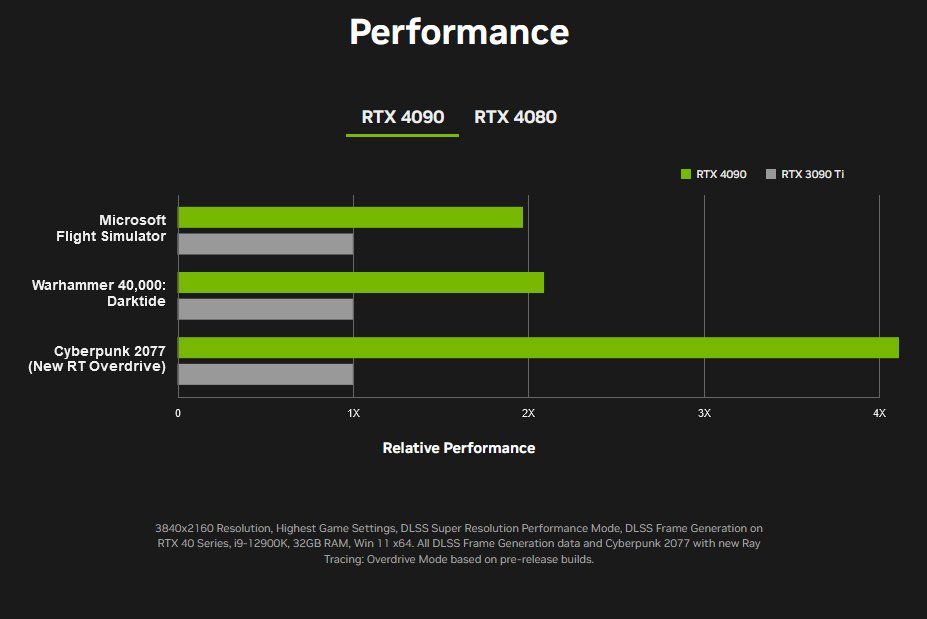 Performance
RTX 4090
RTX 4080
RTX 4090
RTX 3090 Ti
Microsoft
Flight Simulator
Warhammer 40,000:
Darktide
Cyberpunk 2077
(New RT Overdrive)
0
1X
2X
3X
4X
Relative Performance
3840x2160 Resolution, Highest Game Settings, DLSS Super Resolution Performance Mode, DLSS Frame Generation on
RTX 40 Series, i9-12900K, 32GB RAM, Win 11 x64. All DLSS Frame Generation data and Cyberpunk 2077 with new Ray
Tracing: Overdrive Mode based on pre-release builds.